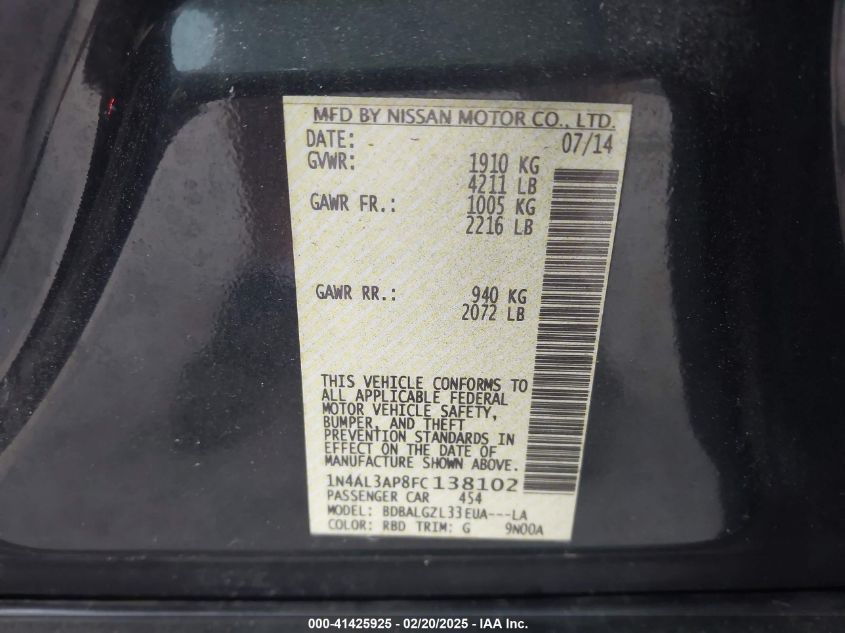 MFD BY NISSAN MOTOR CO., LTD.
DATE: 07/14
GVWR: 1910 KG
4211 LB
GAWR FR.: 1005 KG
2216 LB
GAWR RR.: 940 KG
2072 LB
THIS VEHICLE CONFORMS TO
ALL APPLICABLE FEDERAL
MOTOR VEHICLE SAFETY,
BUMPER, AND THEFT
PREVENTION STANDARDS IN
EFFECT ON THE DATE OF
MANUFACTURE SHOWN ABOVE.
1N4AL3AP8FC138102
PASSENGER CAR 454
MODEL: BDBALGZL33EUA---LA
COLOR: RBD TRIM: G 9N00A
000-41425925 - 02/20/2025 - IAA Inc.